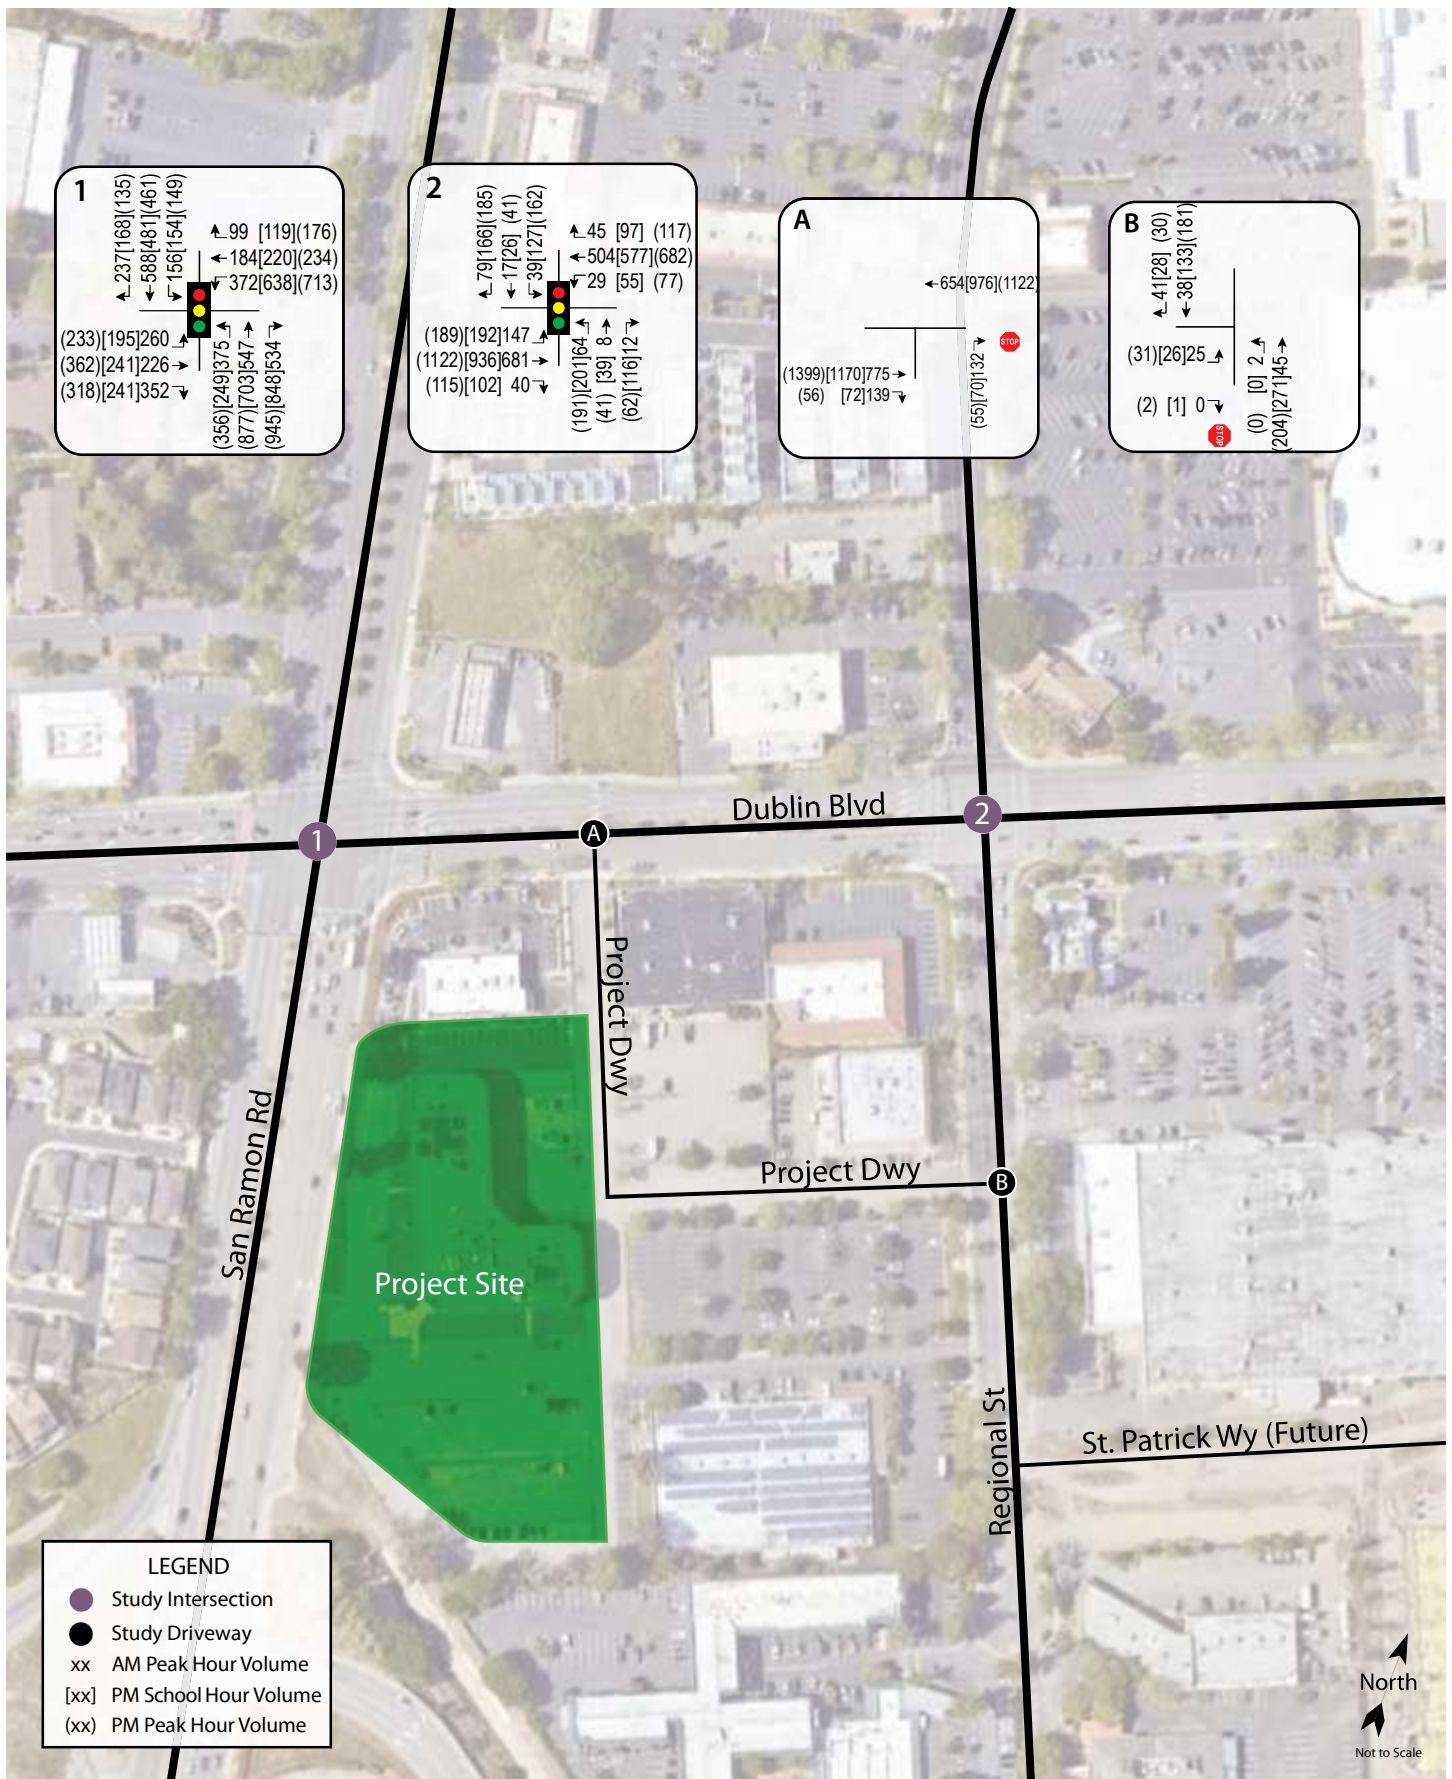 1
237[168](135)
588[481](461)
156[154](149)
99 [119](176)
184[220](234)
372[638](713)
(233)[195]260
(362)[241]226
(318)[241]352
(356)[249]375
(877)[703]547
(945)[848]534
2
79[166](185)
17[26] (41)
39[127](162)
45 [97] (117)
504[577](682)
29 [55] (77)
(189)[192]147
(1122)[936]681
(115)[102] 40
(191)[201]64
(41) [39] 8
(62)[116]12
A
654[976](1122)
(1399)[1170]775
(56) [72]139
(55)[70]132
STOP
B
41[28] (30)
38[133](181)
(31)[26]25
(2) [1] 0
STOP
(0) [0] 2
(204)[271]45
Dublin Blvd
1
A
2
Project Dwy
Project Dwy
B
San Ramon Rd
Project Site
Regional St
St. Patrick Wy (Future)
LEGEND
Study Intersection
Study Driveway
xx AM Peak Hour Volume
[xx] PM School Hour Volume
(xx) PM Peak Hour Volume
North
Not to Scale